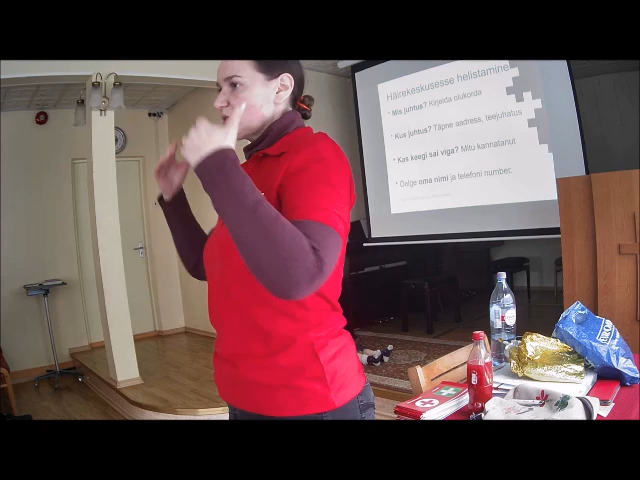 Häirekeskusesse helistamine
• Mis juhtus? Kirjelda olukorda
• Kus juhtus? Täpne aadress, teejuhatus
• Kas keegi sai viga? Mitu kannatanut
• Öelge oma nimi ja telefoni number.